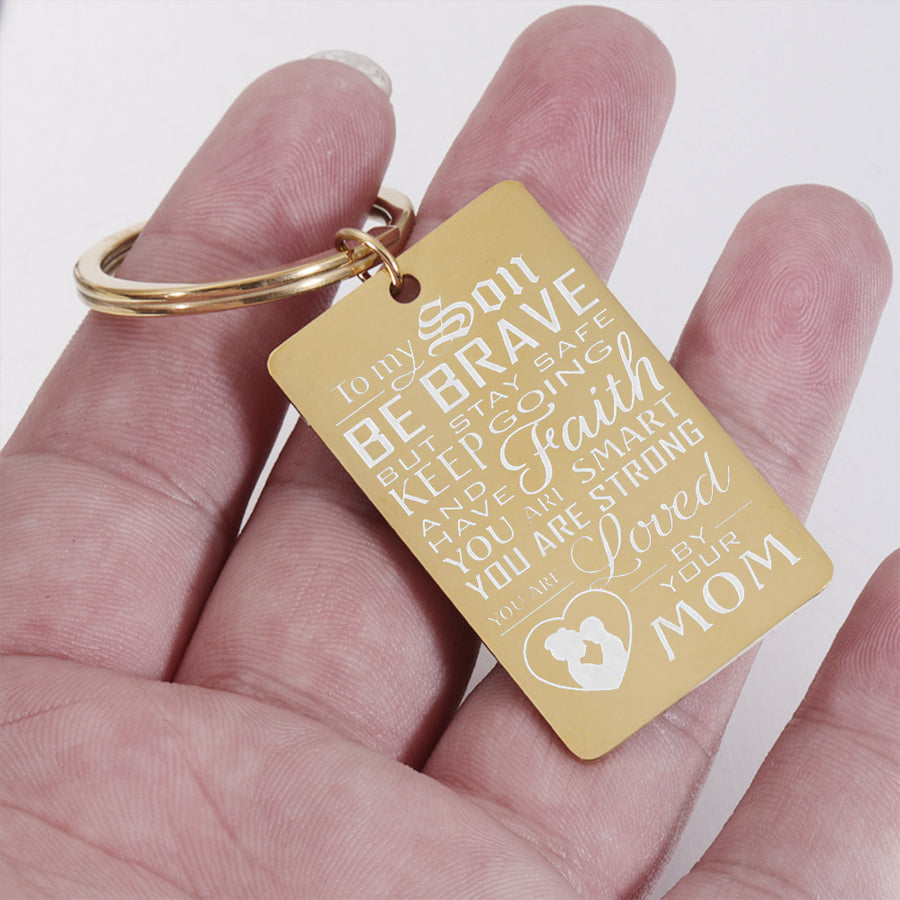 To my Son
BE BRAVE
BUT STAY SAFE
KEEP GOING
AND HAVE Faith
YOU ARI SMART
YOU ARE STRONG
YOU ARE Loved
BY YOUR
MOM